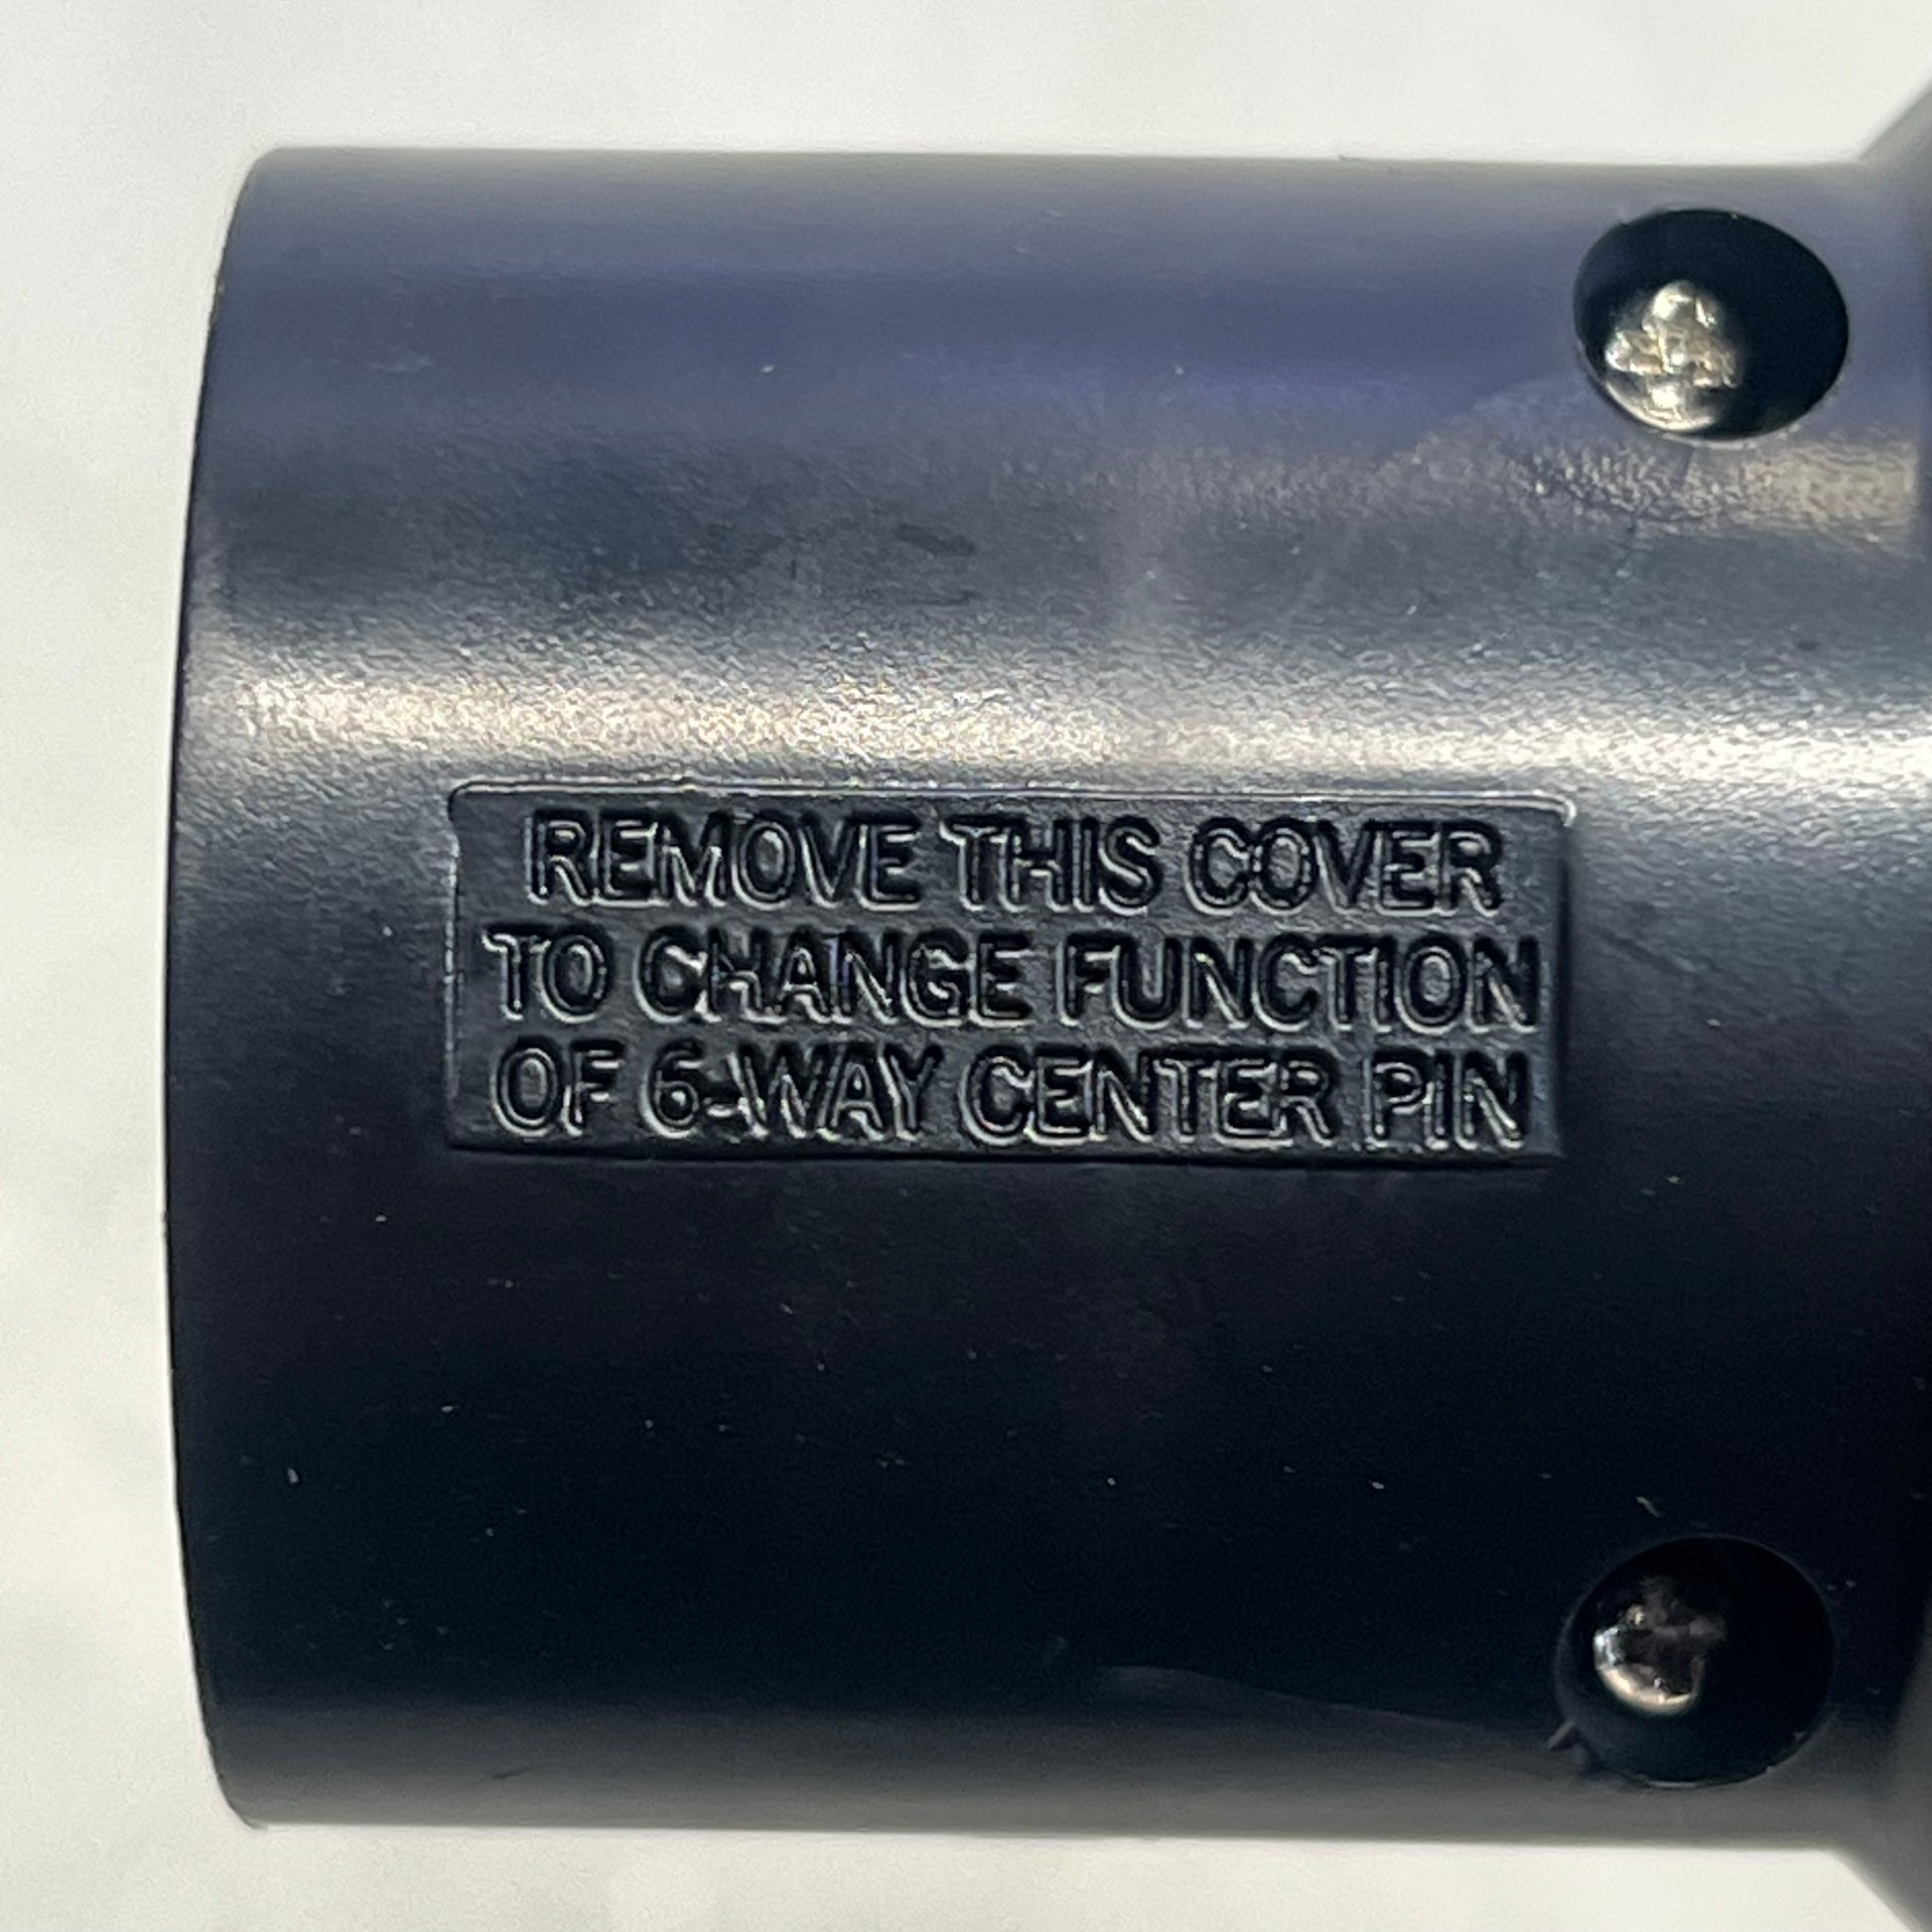 REMOVE THIS COVER
TO CHANGE FUNCTION
OF 6-WAY CENTER PIN